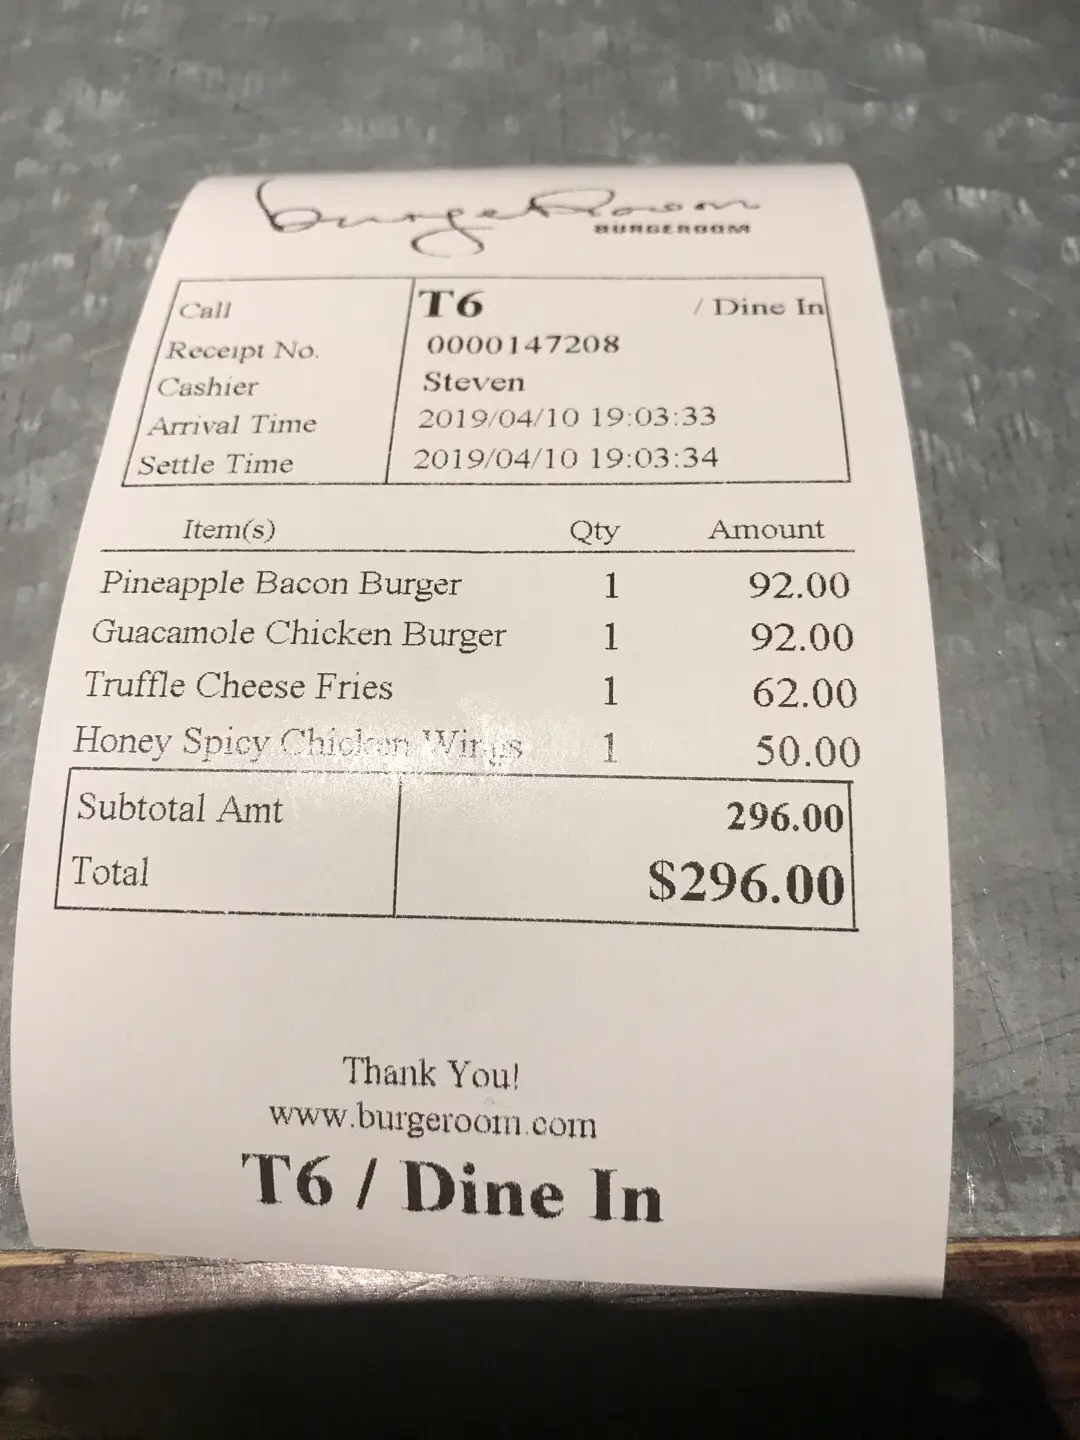 burgeRoom
BURGEROOM
Call T6 / Dine In
Receipt No. 0000147208
Cashier Steven
Arrival Time 2019/04/10 19:03:33
Settle Time 2019/04/10 19:03:34
Item(s) Qty Amount
Pineapple Bacon Burger 1 92.00
Guacamole Chicken Burger 1 92.00
Truffle Cheese Fries 1 62.00
Honey Spicy Chicken Wings 1 50.00
Subtotal Amt 296.00
Total $296.00
Thank You!
www.burgeroom.com
T6 / Dine In